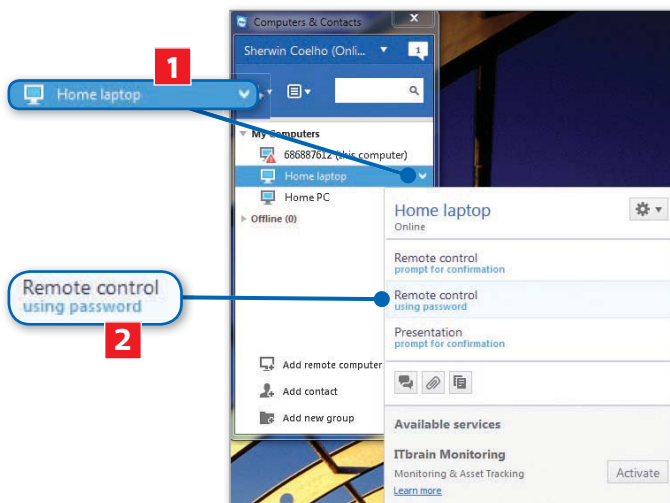 Computers & Contacts
x
Sherwin Coelho (Onli...
1
1
Home laptop
My Computers
686887612 (this computer)
Home laptop
Home PC
Offline (0)
Home laptop
Online
Remote control
prompt for confirmation
Remote control
using password
2
Remote control
using password
Presentation
prompt for confirmation
Add remote computer
Add contact
Add new group
Available services
ITbrain Monitoring
Monitoring & Asset Tracking
Activate
Learn more